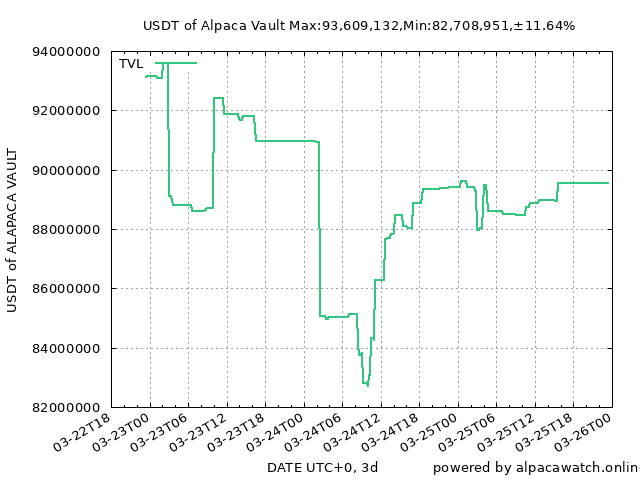 USDT of Alpaca Vault Max:93,609,132,Min:82,708,951,±11.64%
94000000
TVL
92000000
90000000
88000000
86000000
84000000
82000000
USDT of ALAPACA VAULT
03-22T18
03-23T00
03-23T06
03-23T12
03-23T18
03-24T00
03-24T06
03-24T12
03-24T18
03-25T00
03-25T06
03-25T12
03-25T18
03-26T00
DATE UTC+0, 3d
powered by alpacawatch.online